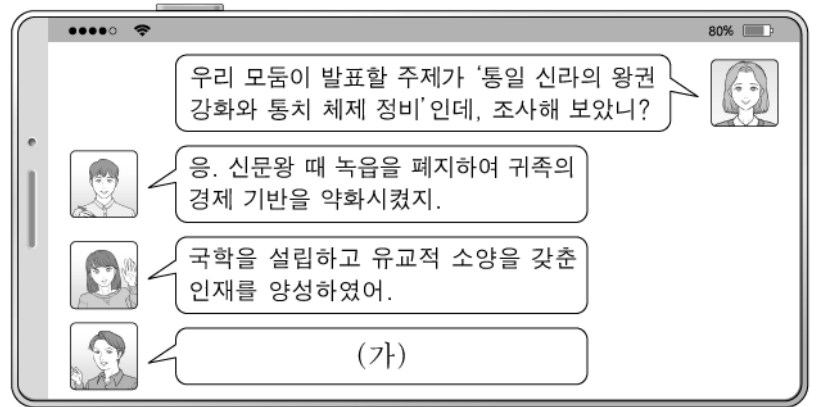 80%
우리 모둠이 발표할 주제가 ‘통일 신라의 왕권
강화와 통치 체제 정비’인데, 조사해 보았니?
응. 신문왕 때 녹읍을 폐지하여 귀족의
경제 기반을 약화시켰지.
국학을 설립하고 유교적 소양을 갖춘
인재를 양성하였어.
(가)